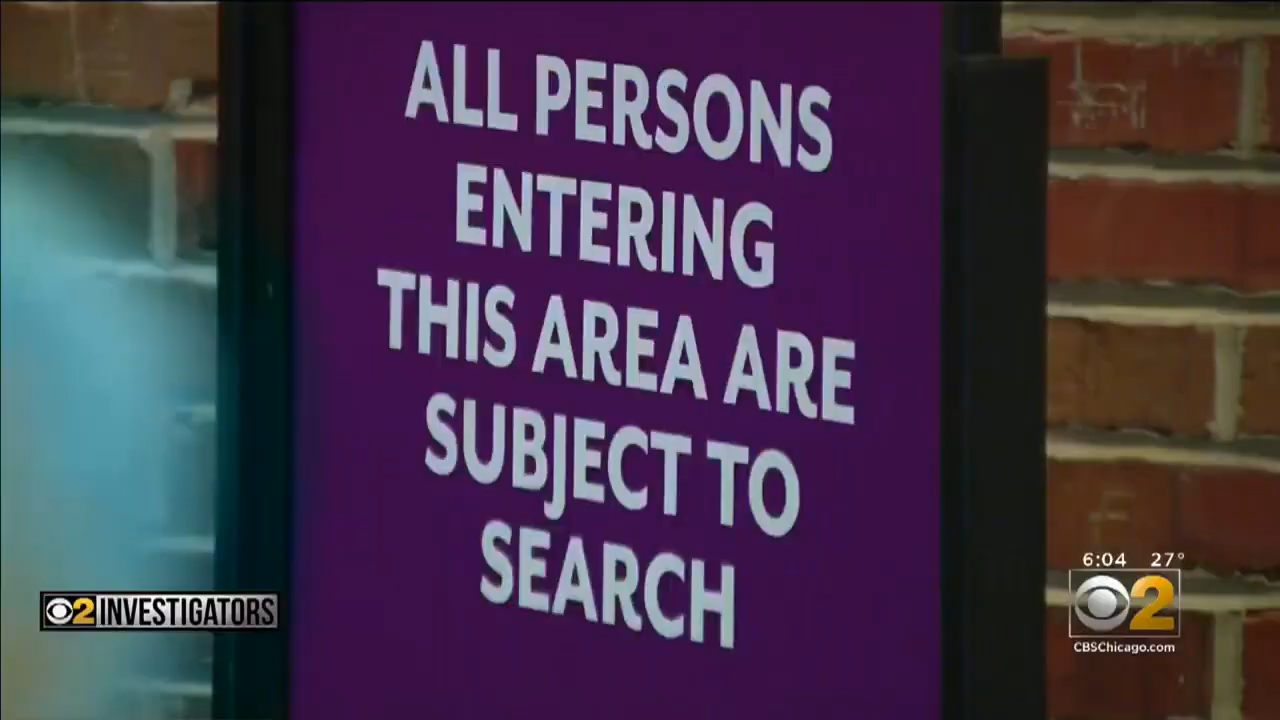 ALL PERSONS
ENTERING
THIS AREA ARE
SUBJECT TO
SEARCH
2 INVESTIGATORS
6:04 27°
2
CBSChicago.com